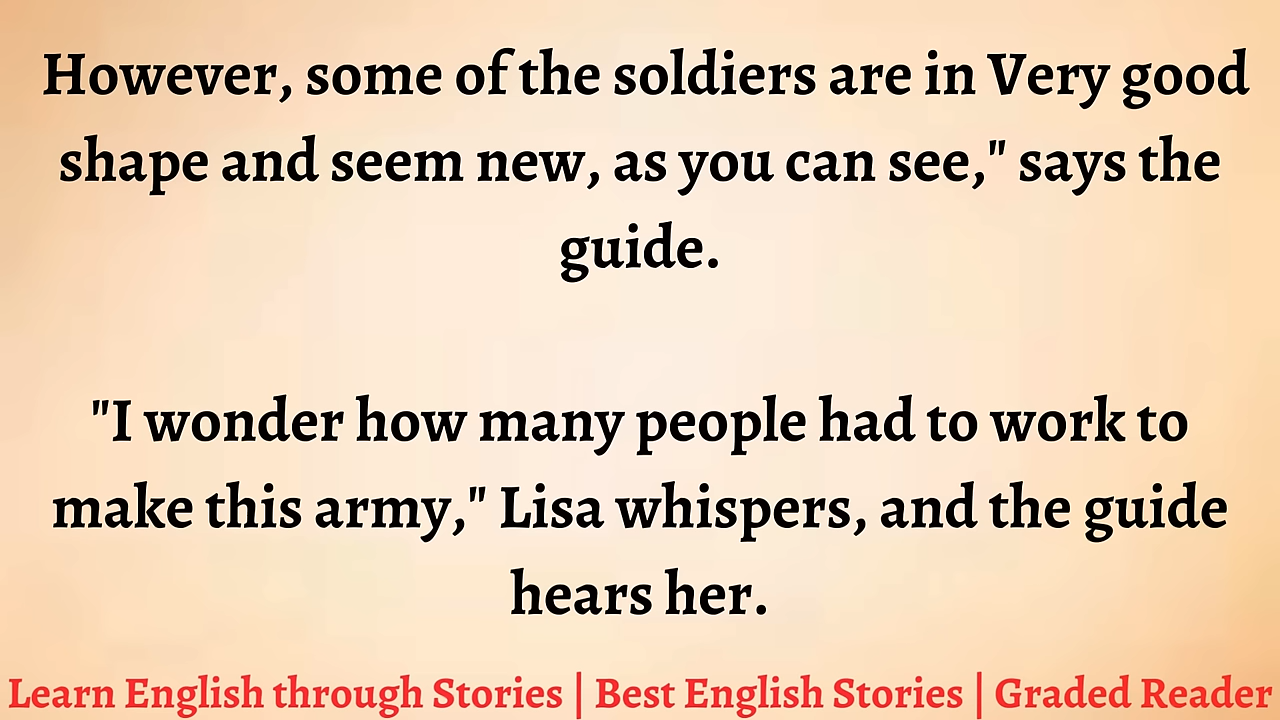 However, some of the soldiers are in Very good
shape and seem new, as you can see," says the
guide.
"I wonder how many people had to work to
make this army," Lisa whispers, and the guide
hears her.
Learn English through Stories | Best English Stories | Graded Reader